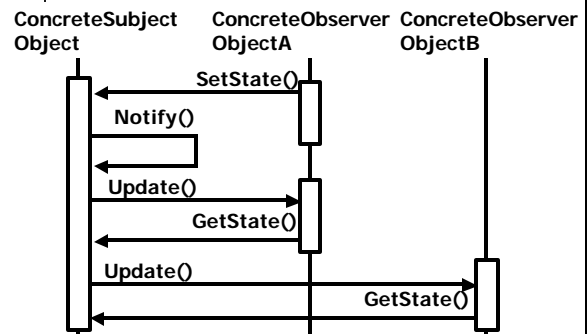 ConcreteSubject
Object
ConcreteObserver
ObjectA
ConcreteObserver
ObjectB
SetState()
Notify()
Update()
GetState()
Update()
GetState()